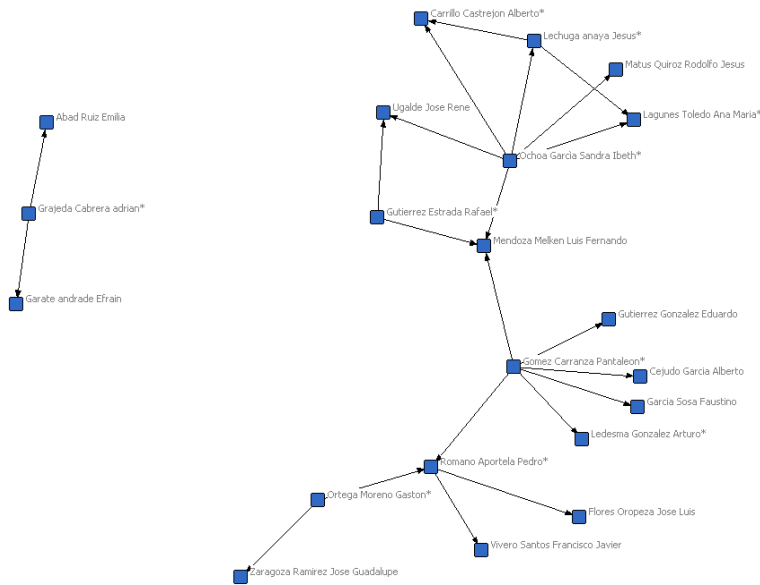 Carrillo Castrejon Alberto*
Lechuga anaya Jesus*
Matus Quiroz Rodolfo Jesus
Ugalde Jose Rene
Lagunes Toledo Ana Maria*
Abad Ruiz Emilia
Ochoa Garcia Sandra Ibeth*
Grajeda Cabrera adrian*
Gutierrez Estrada Rafael*
Mendoza Melken Luis Fernando
Garate andrade Efrain
Gutierrez Gonzalez Eduardo
Gomez Carranza Pantaleon*
Cejudo Garcia Alberto
Garcia Sosa Faustino
Ledesma Gonzalez Arturo*
Romano Aportela Pedro*
Ortega Moreno Gaston*
Flores Oropeza Jose Luis
Vivero Santos Francisco Javier
Zaragoza Ramirez Jose Guadalupe